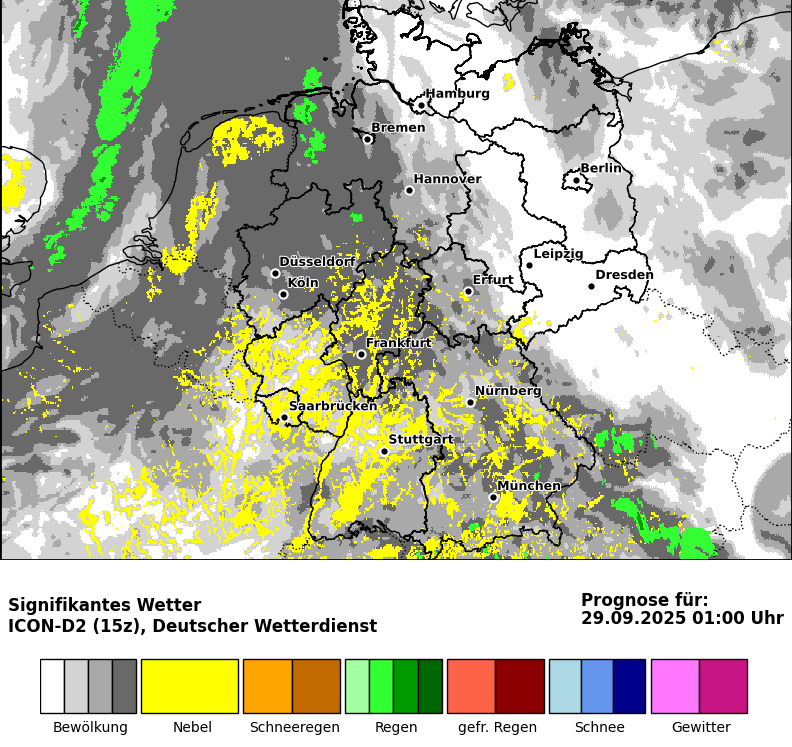 Hamburg
Bremen
Hannover
Berlin
Leipzig
Dresden
Düsseldorf
Köln
Erfurt
Frankfurt
Nürnberg
Saarbrücken
Stuttgart
München
Signifikantes Wetter
ICON-D2 (15z), Deutscher Wetterdienst
Prognose für:
29.09.2025 01:00 Uhr
Bewölkung
Nebel
Schneeregen
Regen
gefr. Regen
Schnee
Gewitter